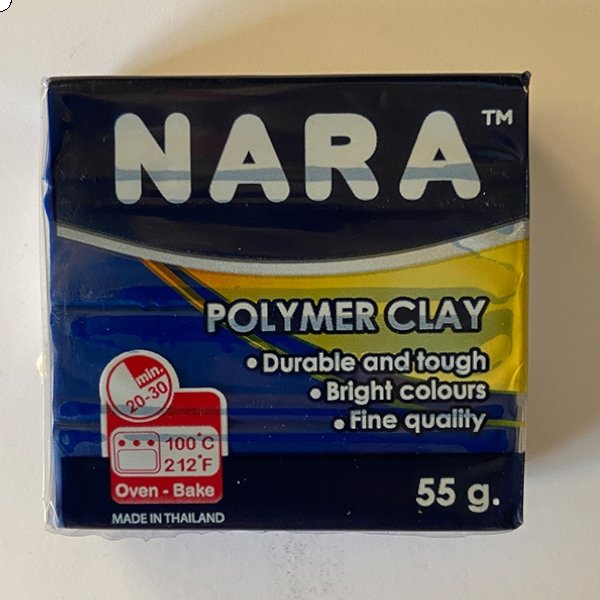 NARA™
POLYMER CLAY
• Durable and tough
• Bright colours
• Fine quality
min.
20-30
100°C
212°F
Oven - Bake
55 g.
MADE IN THAILAND